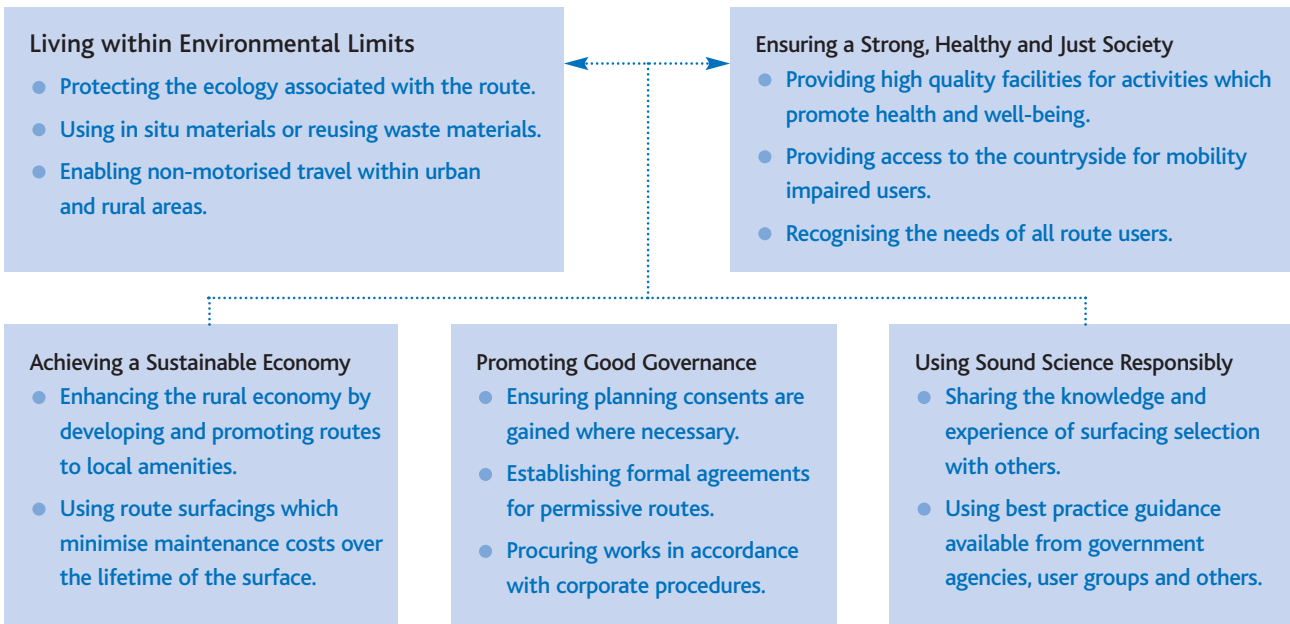 Living within Environmental Limits
Protecting the ecology associated with the route.
Using in situ materials or reusing waste materials.
Enabling non-motorised travel within urban
and rural areas.
Ensuring a Strong, Healthy and Just Society
Providing high quality facilities for activities which
promote health and well-being.
Providing access to the countryside for mobility
impaired users.
Recognising the needs of all route users.
Achieving a Sustainable Economy
Enhancing the rural economy by
developing and promoting routes
to local amenities.
Using route surfacings which
minimise maintenance costs over
the lifetime of the surface.
Promoting Good Governance
Ensuring planning consents are
gained where necessary.
Establishing formal agreements
for permissive routes.
Procuring works in accordance
with corporate procedures.
Using Sound Science Responsibly
Sharing the knowledge and
experience of surfacing selection
with others.
Using best practice guidance
available from government
agencies, user groups and others.